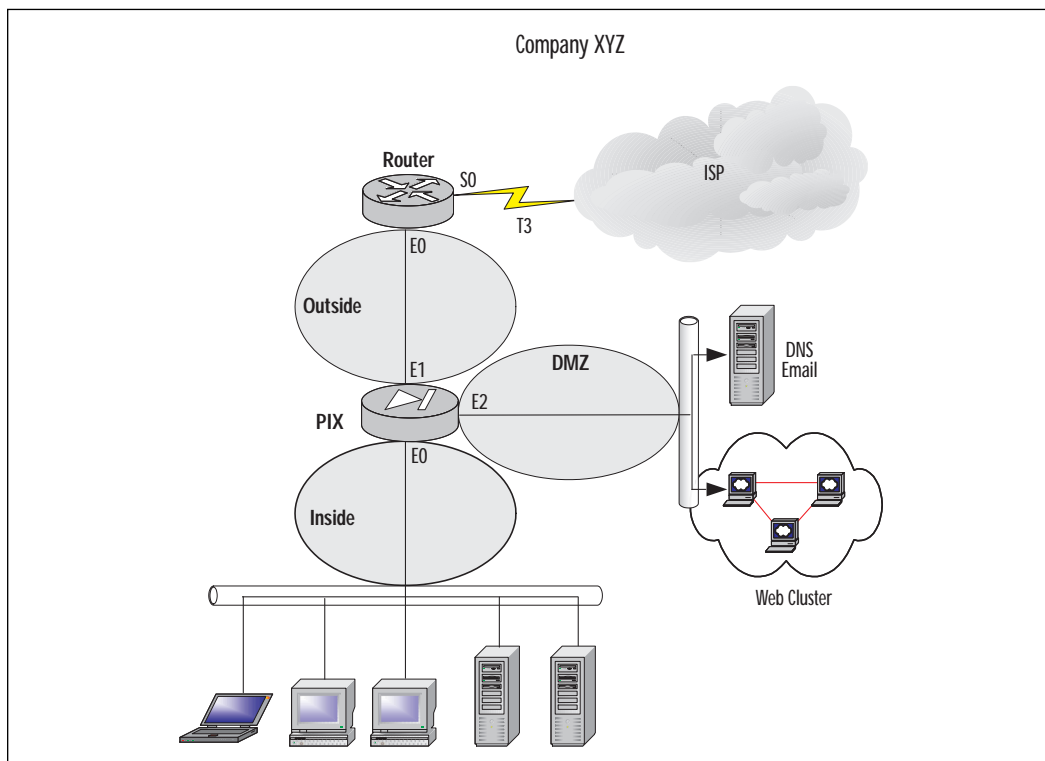 Company XYZ
Router
S0
ISP
T3
E0
Outside
E1
DMZ
DNS
Email
E2
PIX
E0
Inside
Web Cluster